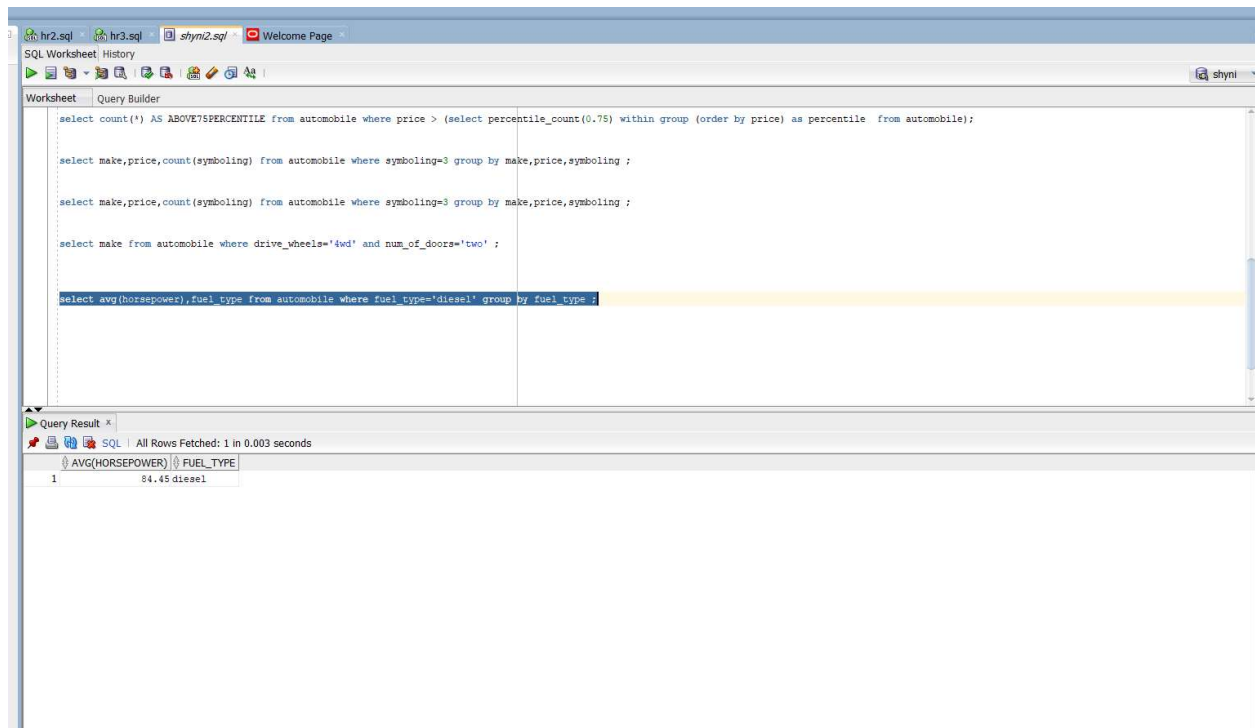 hr2.sql hr3.sql shyni2.sql Welcome Page
SQL Worksheet History
shyni
Worksheet Query Builder
select count(*) AS ABOVE75PERCENTILE from automobile where price > (select percentile_count(0.75) within group (order by price) as percentile from automobile);
select make,price,count(symboling) from automobile where symboling=3 group by make,price,symboling ;
select make,price,count(symboling) from automobile where symboling=3 group by make,price,symboling ;
select make from automobile where drive_wheels='4wd' and num_of_doors='two' ;
select avg(horsepower),fuel_type from automobile where fuel_type='diesel' group by fuel_type ;
Query Result
SQL | All Rows Fetched: 1 in 0.003 seconds
AVG(HORSEPOWER) FUEL_TYPE
1 84.45 diesel